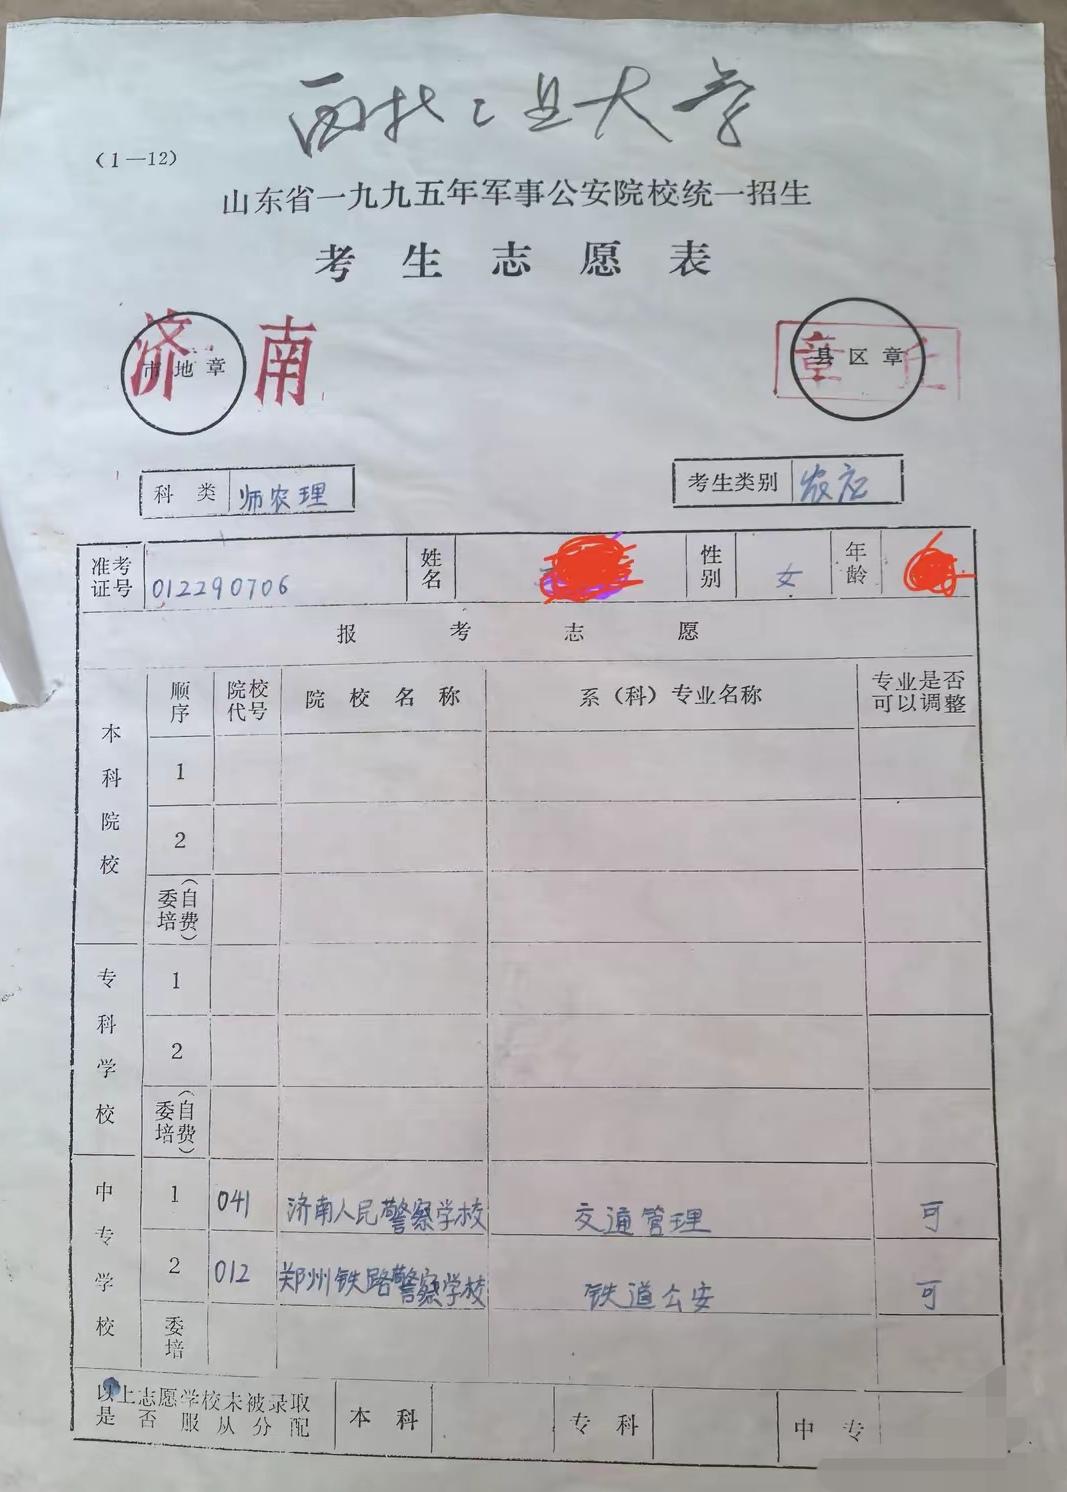 西北工业大学
（1—12）
山东省一九九五年军事公安院校统一招生
考生志愿表
济南
市地章
章丘
县区章
科类 师农理
考生类别 农应
准考证号 012290706 姓名 性别 女 年龄
报考志愿
顺序 院校代号 院校名称 系（科）专业名称 专业是否可以调整
本科院校
1
2
委培（自费）
专科学校
1
2
委培（自费）
中专学校
1 041 济南人民警察学校 交通管理 可
2 012 郑州铁路警察学校 铁道公安 可
委培
以上志愿学校未被录取是否服从分配 本科 专科 中专